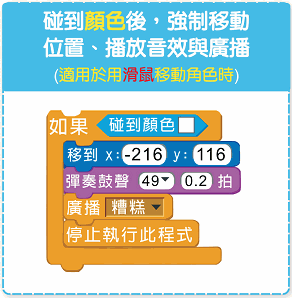 碰到顏色後，強制移動
位置、播放音效與廣播
(適用於用滑鼠移動角色時)
如果 碰到顏色
移到 x: -216 y: 116
彈奏鼓聲 49 0.2 拍
廣播 糟糕
停止執行此程式